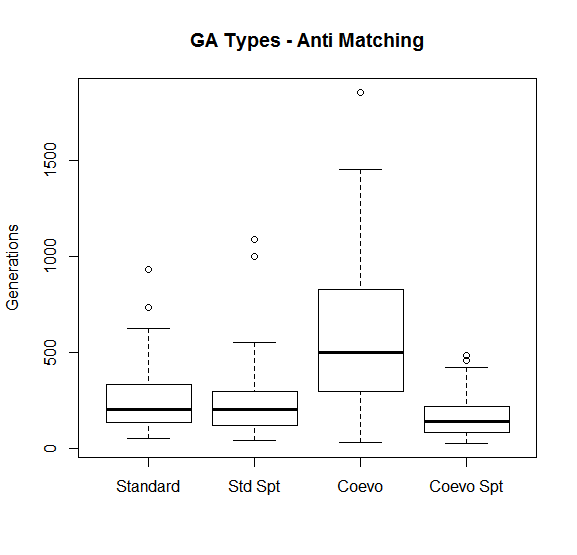 GA Types - Anti Matching
Generations
1500
1000
500
0
Standard
Std Spt
Coevo
Coevo Spt